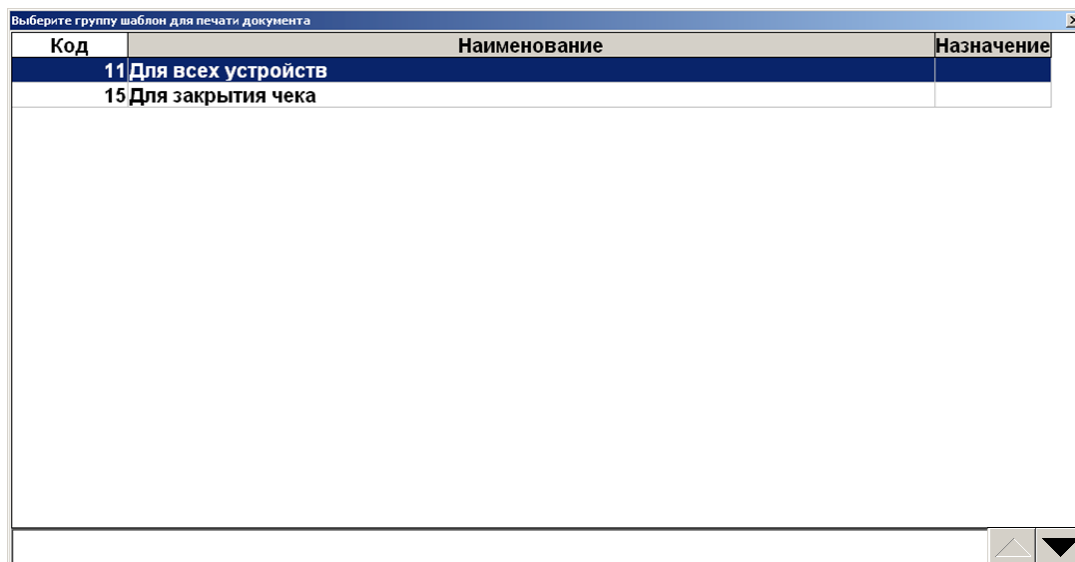 Выберите группу шаблон для печати документа
Код Наименование Назначение
11 Для всех устройств
15 Для закрытия чека